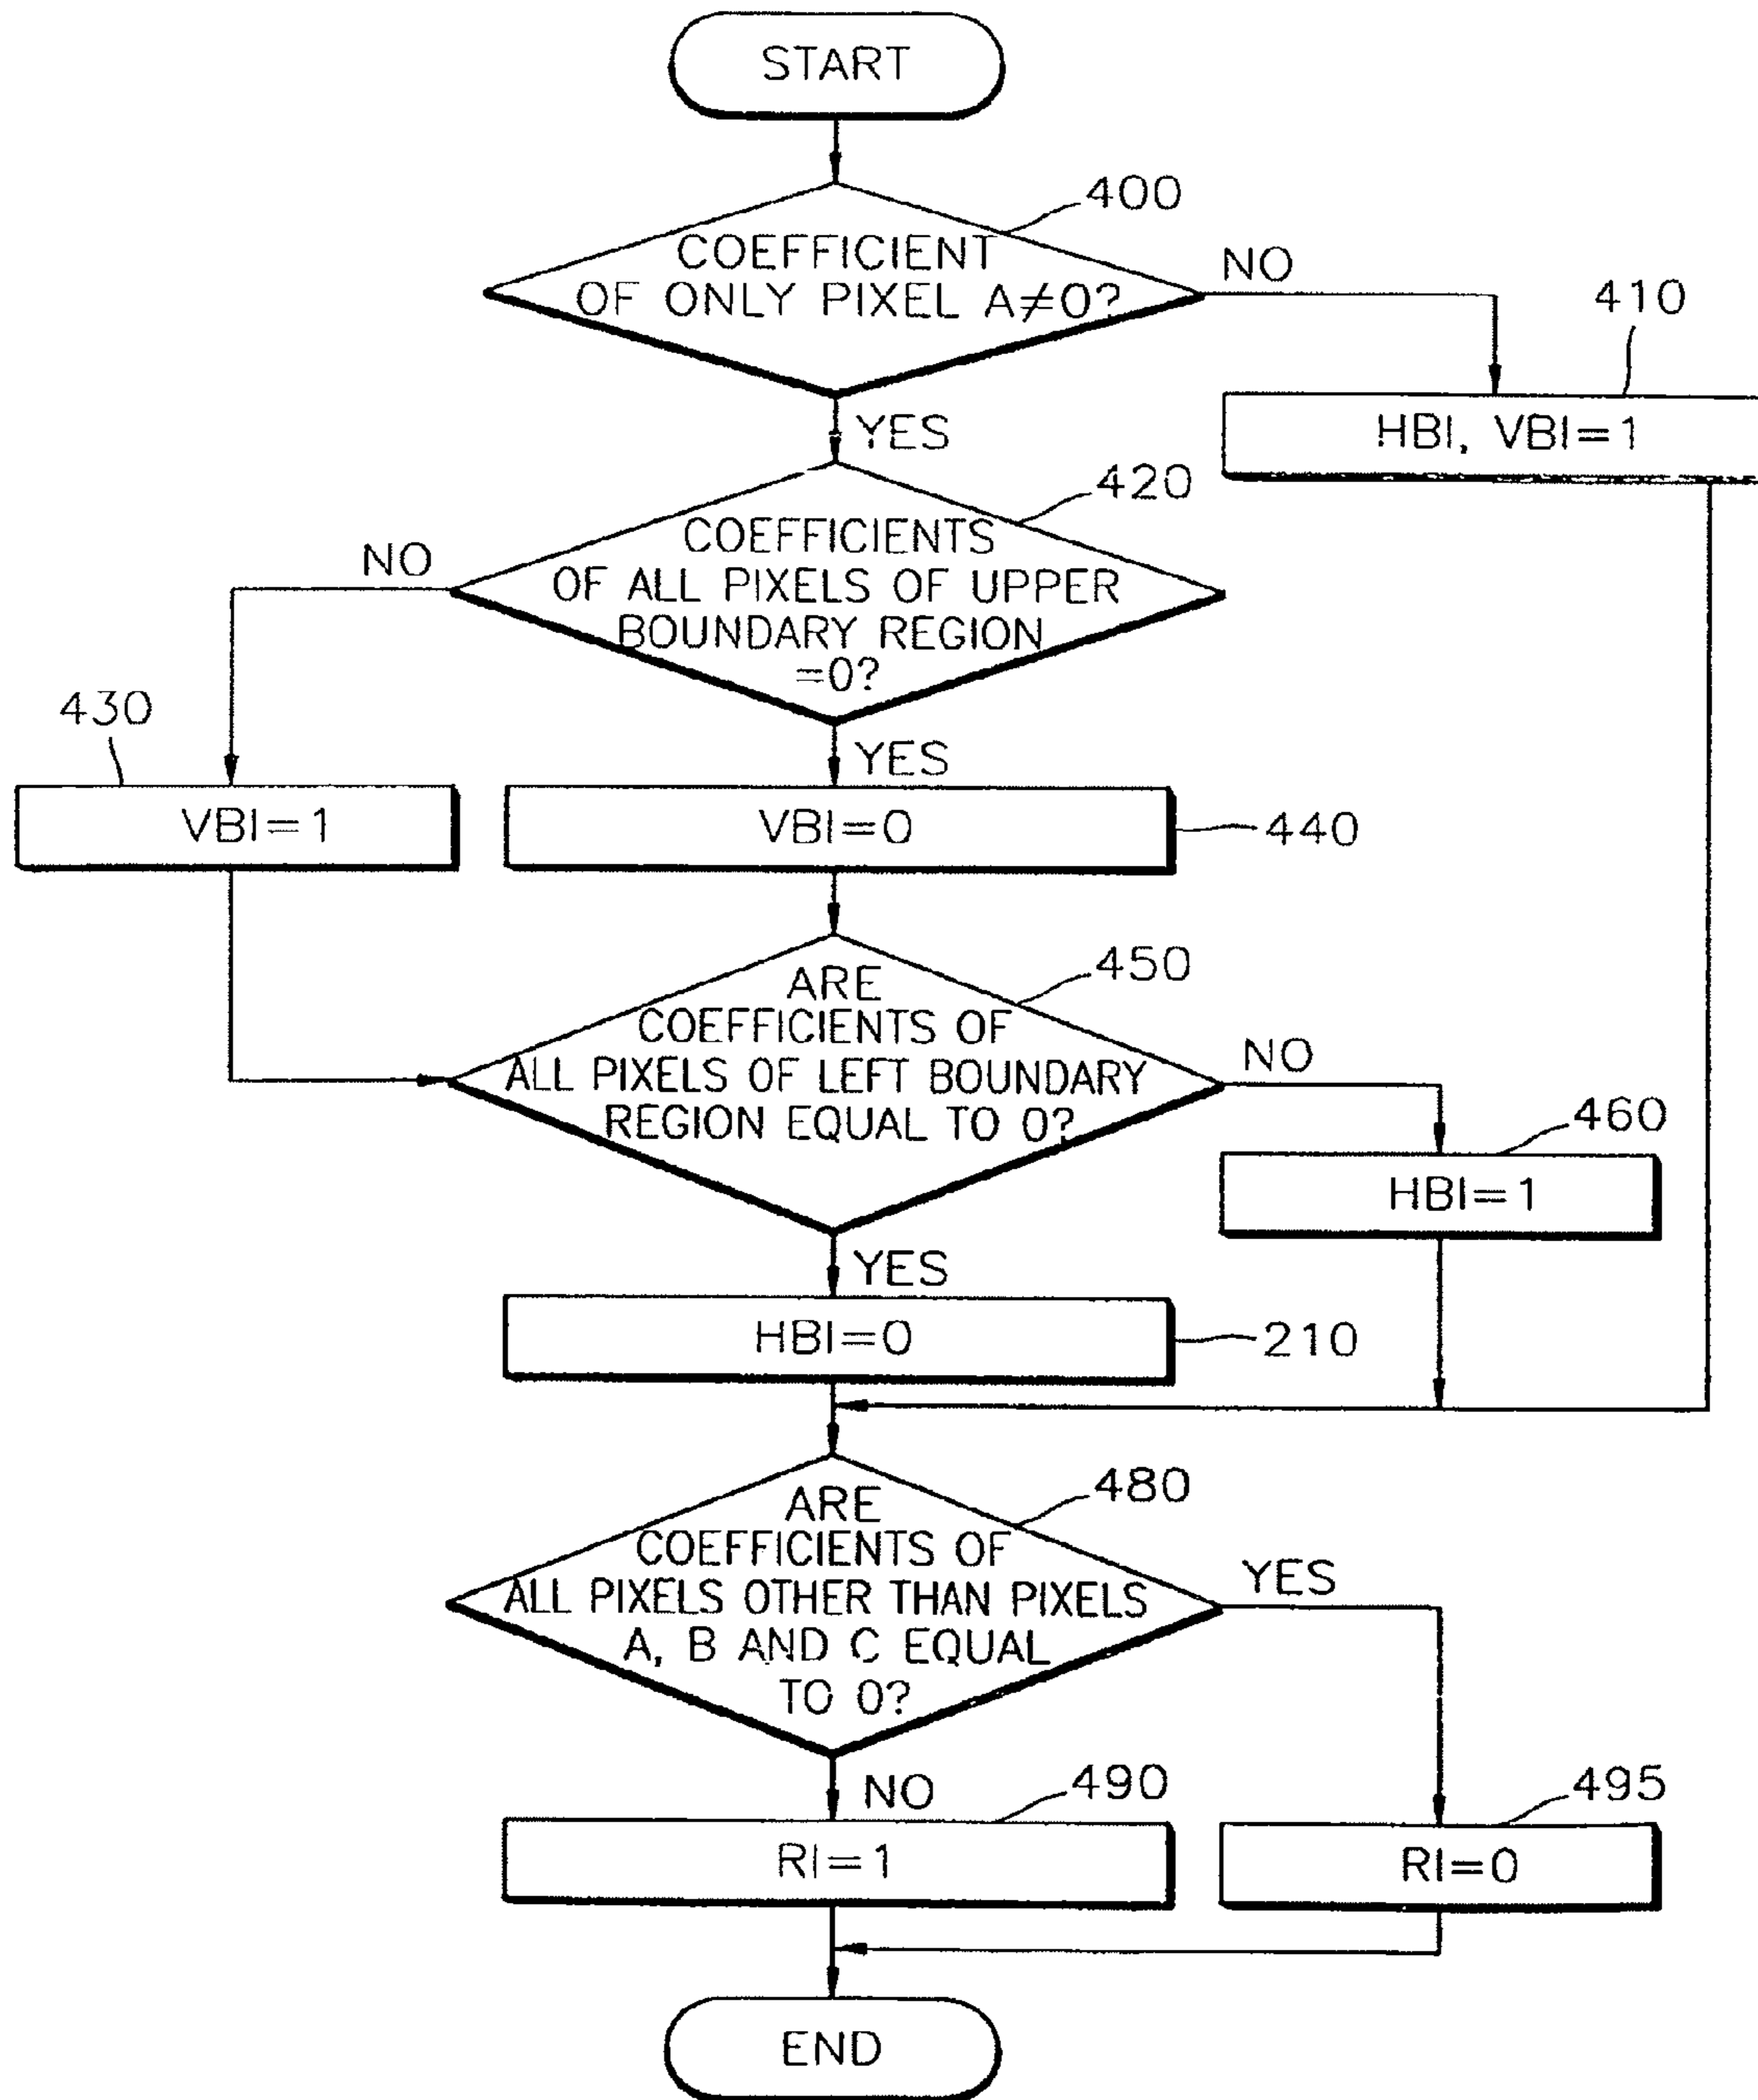 START
400
COEFFICIENT
OF ONLY PIXEL A≠0?
NO
410
HBI, VBI=1
YES
420
COEFFICIENTS
OF ALL PIXELS OF UPPER
BOUNDARY REGION
=0?
NO
430
VBI=1
YES
VBI=0
440
450
ARE
COEFFICIENTS OF
ALL PIXELS OF LEFT BOUNDARY
REGION EQUAL TO 0?
NO
460
HBI=1
YES
HBI=0
210
480
ARE
COEFFICIENTS OF
ALL PIXELS OTHER THAN PIXELS
A, B AND C EQUAL
TO 0?
YES
NO
490
RI=1
495
RI=0
END